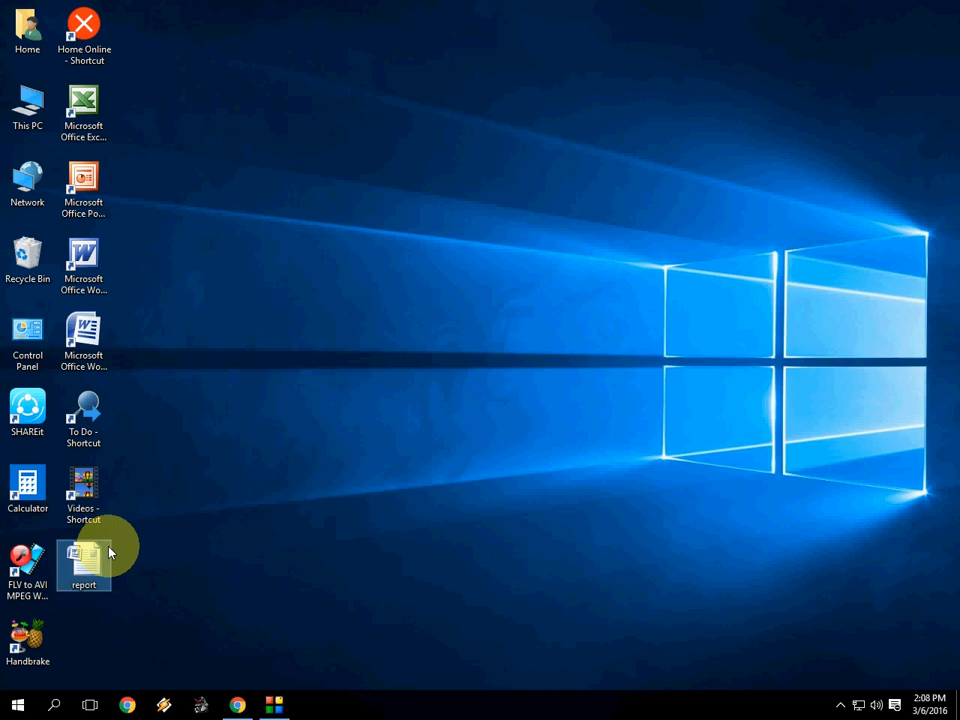 Home
Home Online
- Shortcut
This PC
Microsoft
Office Exc...
Network
Microsoft
Office Po...
Recycle Bin
Microsoft
Office Wo...
Control
Panel
Microsoft
Office Wo...
SHAREit
To Do -
Shortcut
Calculator
Videos -
Shortcut
FLV to AVI
MPEG W...
report
Handbrake
2:08 PM
3/6/2016